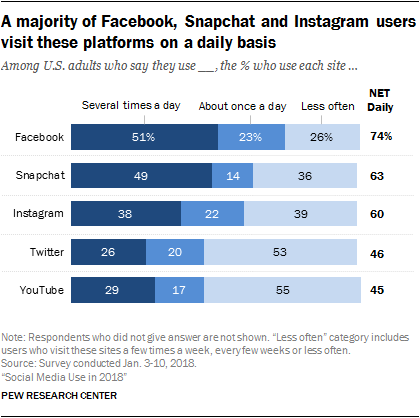 A majority of Facebook, Snapchat and Instagram users
visit these platforms on a daily basis
Among U.S. adults who say they use __, the % who use each site ...
NET
Daily
Several times a day About once a day Less often
Facebook 51% 23% 26% 74%
Snapchat 49 14 36 63
Instagram 38 22 39 60
Twitter 26 20 53 46
YouTube 29 17 55 45
Note: Respondents who did not give answer are not shown. “Less often” category includes
users who visit these sites a few times a week, every few weeks or less often.
Source: Survey conducted Jan. 3-10, 2018.
“Social Media Use in 2018”
PEW RESEARCH CENTER